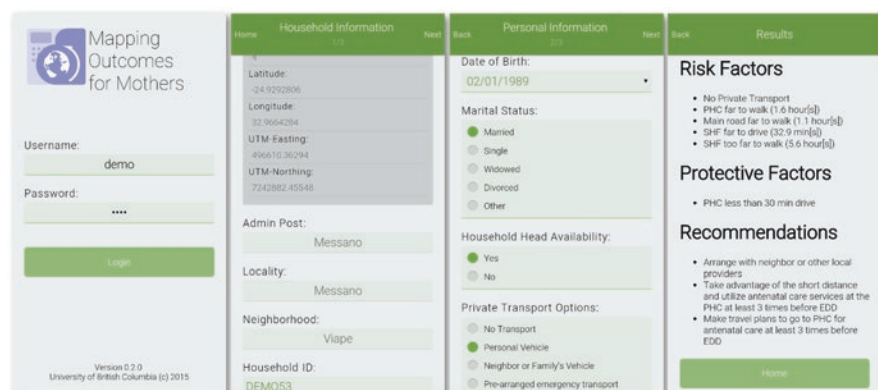 Mapping
Outcomes
for Mothers
Username:
demo
Password:
••••
Login
Version 0.2.0
University of British Columbia (c) 2015
Home
Household Information
1/3
Next
4
Latitude:
-24.9292806
Longitude:
32.9664284
UTM-Easting:
496610.36294
UTM-Northing:
7242882.45548
Admin Post:
Messano
Locality:
Messano
Neighborhood:
Viape
Household ID:
DEMO53
Back
Personal Information
2/3
Next
Date of Birth:
02/01/1989
Marital Status:
Married
Single
Widowed
Divorced
Other
Household Head Availability:
Yes
No
Private Transport Options:
No Transport
Personal Vehicle
Neighbor or Family's Vehicle
Pre-arranged emergency transport
Back
Results
Risk Factors
• No Private Transport
• PHC far to walk (1.6 hour[s])
• Main road far to walk (1.1 hour[s])
• SHF far to drive (32.9 min[s])
• SHF too far to walk (5.6 hour[s])
Protective Factors
• PHC less than 30 min drive
Recommendations
• Arrange with neighbor or other local
providers
• Take advantage of the short distance
and utilize antenatal care services at the
PHC at least 3 times before EDD
• Make travel plans to go to PHC for
antenatal care at least 3 times before
EDD
Home